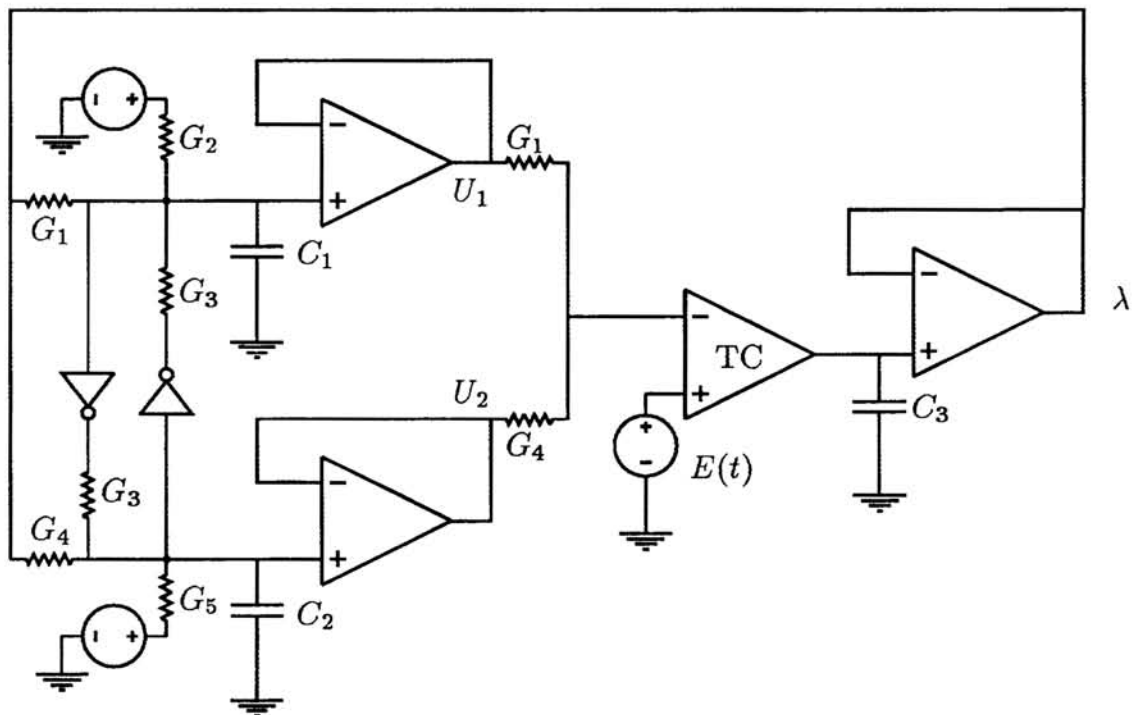 G₂
G₁
U₁
G₁
C₁
G₃
λ
TC
U₂
G₄
C₃
E(t)
G₃
G₄
G₅
C₂